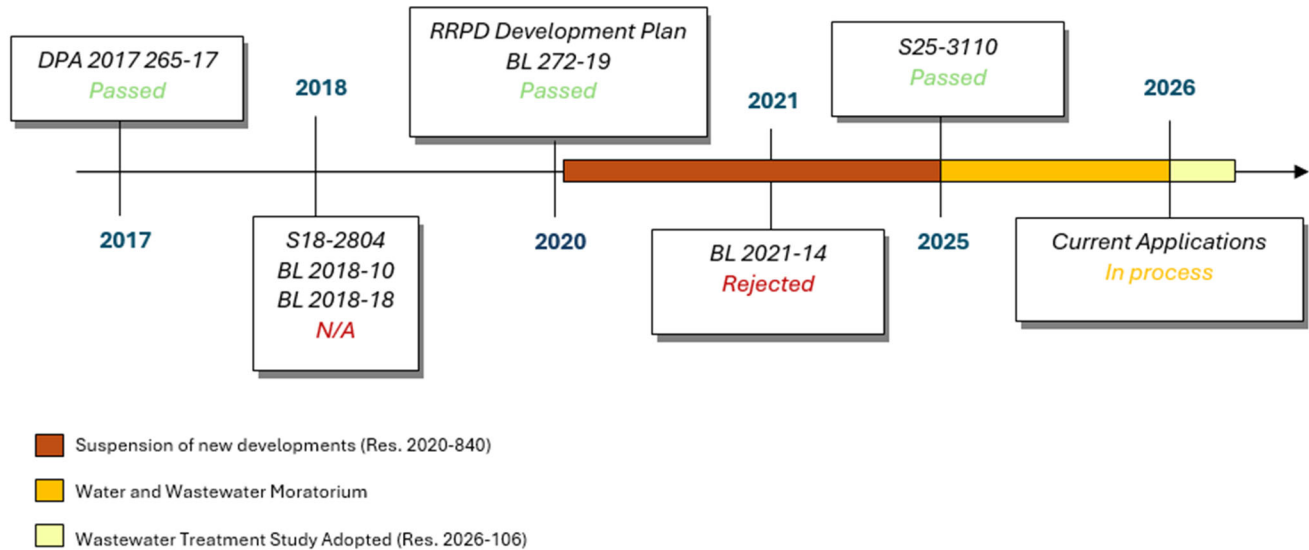 DPA 2017 265-17
Passed
2017
2018
S18-2804
BL 2018-10
BL 2018-18
N/A
RRPD Development Plan
BL 272-19
Passed
2020
2021
BL 2021-14
Rejected
S25-3110
Passed
2025
2026
Current Applications
In process
Suspension of new developments (Res. 2020-840)
Water and Wastewater Moratorium
Wastewater Treatment Study Adopted (Res. 2026-106)